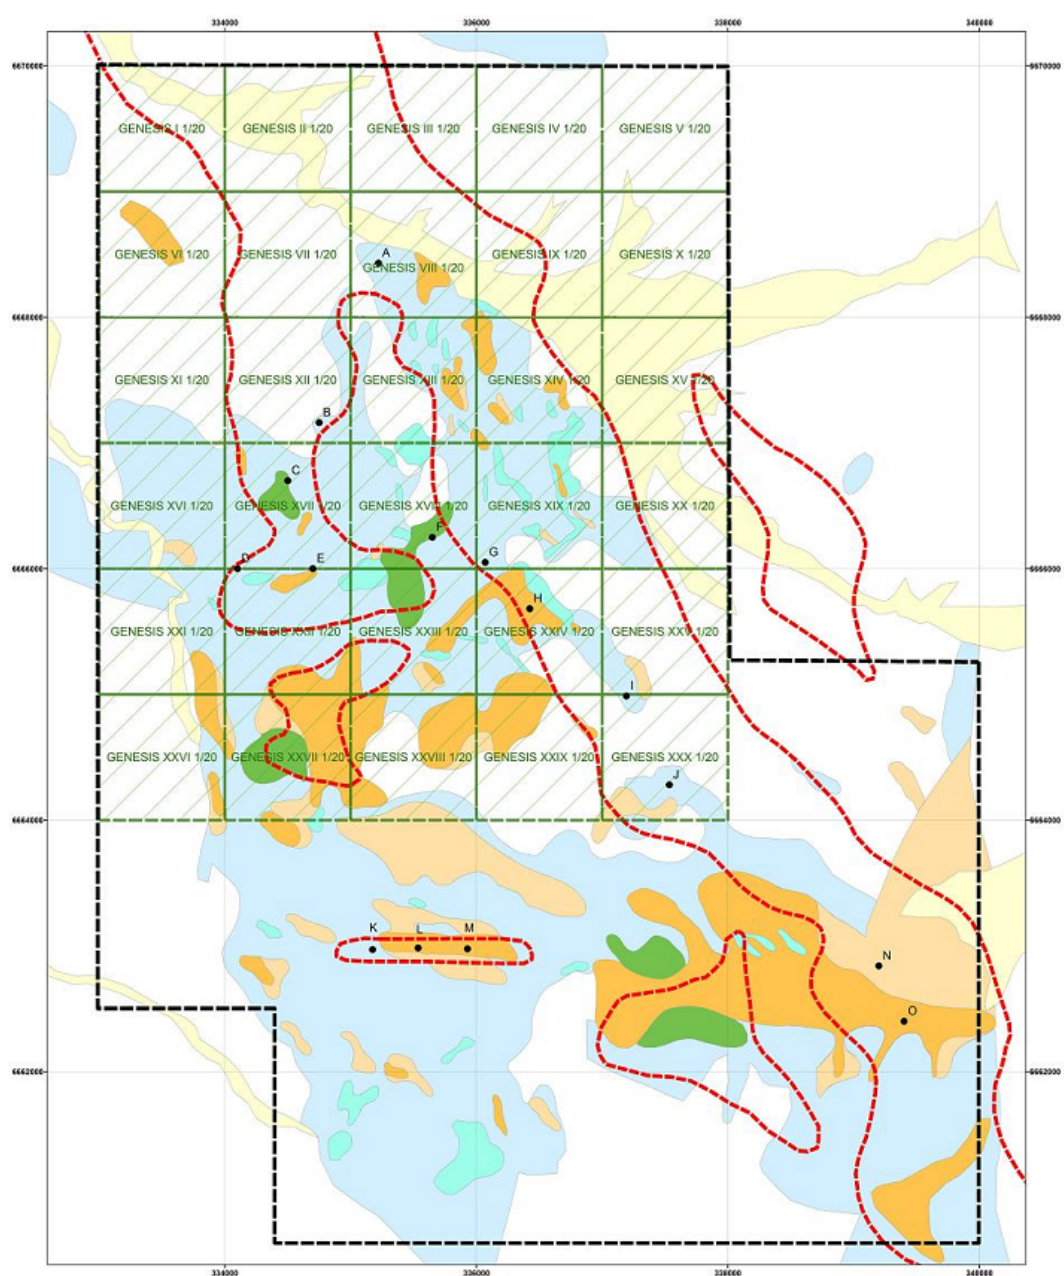 334000 336000 338000 340000
6670000 6670000
GENESIS I 1/20 GENESIS II 1/20 GENESIS III 1/20 GENESIS IV 1/20 GENESIS V 1/20
A
GENESIS VI 1/20 GENESIS VII 1/20 GENESIS VIII 1/20 GENESIS IX 1/20 GENESIS X 1/20
6668000 6668000
GENESIS XI 1/20 GENESIS XII 1/20 GENESIS XIII 1/20 GENESIS XIV 1/20 GENESIS XV 1/20
B
C
GENESIS XVI 1/20 GENESIS XVII 1/20 GENESIS XVIII 1/20 GENESIS XIX 1/20 GENESIS XX 1/20
F
D E G
6666000 6666000
H
GENESIS XXI 1/20 GENESIS XXII 1/20 GENESIS XXIII 1/20 GENESIS XXIV 1/20 GENESIS XXV 1/20
I
GENESIS XXVI 1/20 GENESIS XXVII 1/20 GENESIS XXVIII 1/20 GENESIS XXIX 1/20 GENESIS XXX 1/20
J
6664000 6664000
K L M
N
O
6662000 6662000
334000 336000 338000 340000